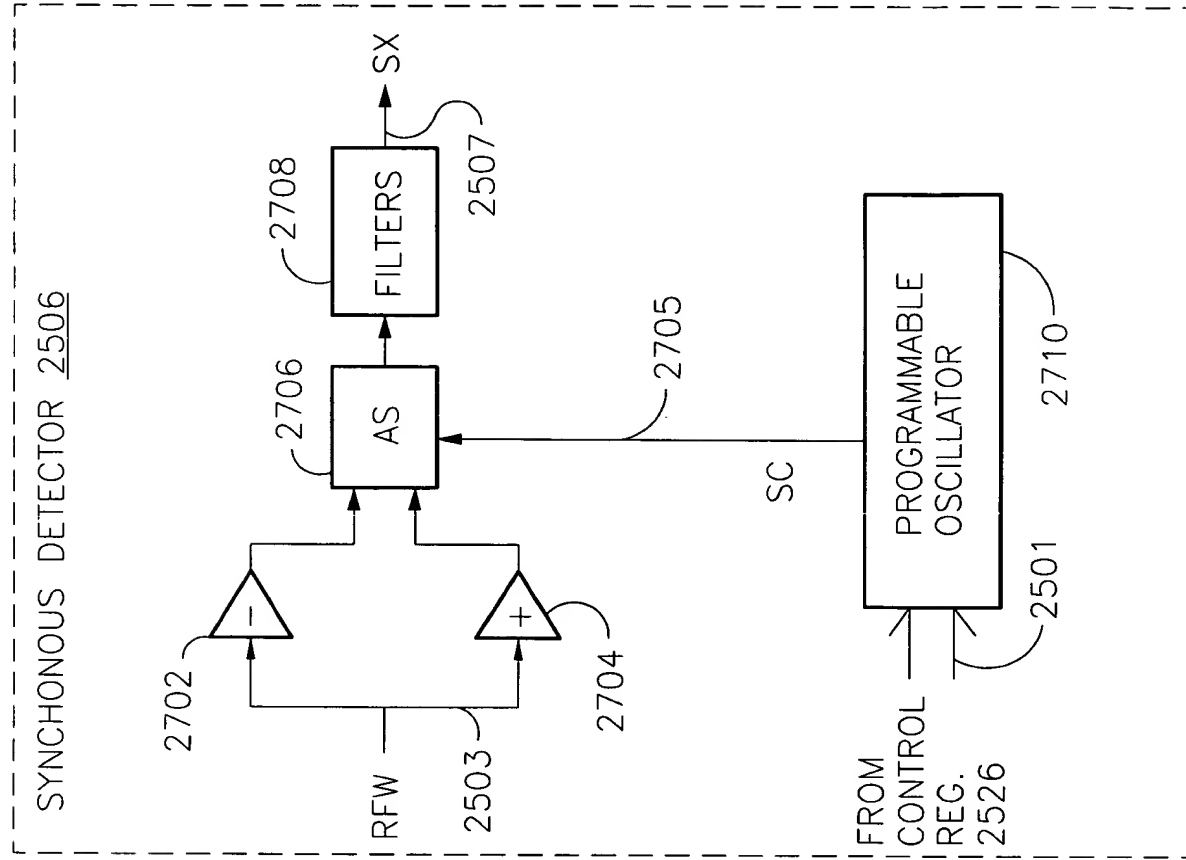 SYNCHONOUS DETECTOR 2506
RFW
2503
2702
-
+
2704
2706
AS
2708
FILTERS
SX
2507
SC
2705
FROM
CONTROL
REG.
2526
2501
PROGRAMMABLE
OSCILLATOR
2710